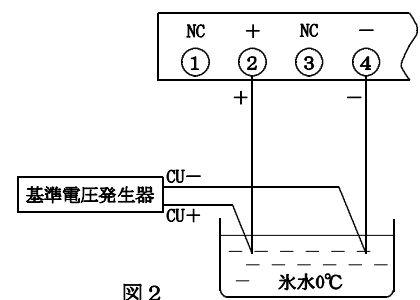 NC + NC −
① ② ③ ④
+ −
CU−
基準電圧発生器
CU+
氷水0℃
図2